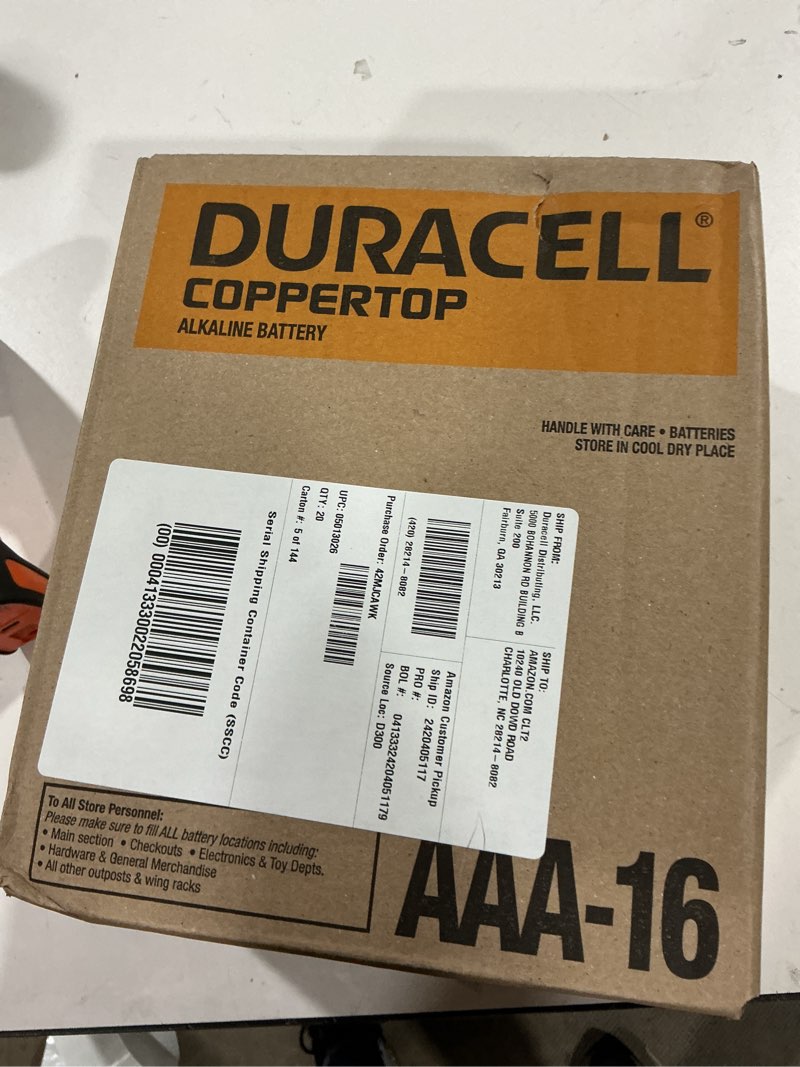 DURACELL®
COPPERTOP
ALKALINE BATTERY
HANDLE WITH CARE • BATTERIES
STORE IN COOL DRY PLACE
SHIP FROM:
Duracell Distributing, LLC.
5000 BOHANNON RD BUILDING B
Suite 200
Fairburn, GA 30213
SHIP TO:
AMAZON.COM CLT2
10240 OLD DOWD ROAD
CHARLOTTE, NC 28214-8082
(420) 28214-8082
Amazon Customer Pickup
Ship ID: 2420405117
PRO #:
BOL #: 04133324204051179
Source Loc: D300
Purchase Order: 42MJCAWK
UPC: 05013026
QTY: 20
Carton #: 5 of 144
Serial Shipping Container Code (SSCC)
(00) 000413330022058698
To All Store Personnel:
Please make sure to fill ALL battery locations including:
• Main section • Checkouts • Electronics & Toy Depts.
• Hardware & General Merchandise
• All other outposts & wing racks
AAA-16